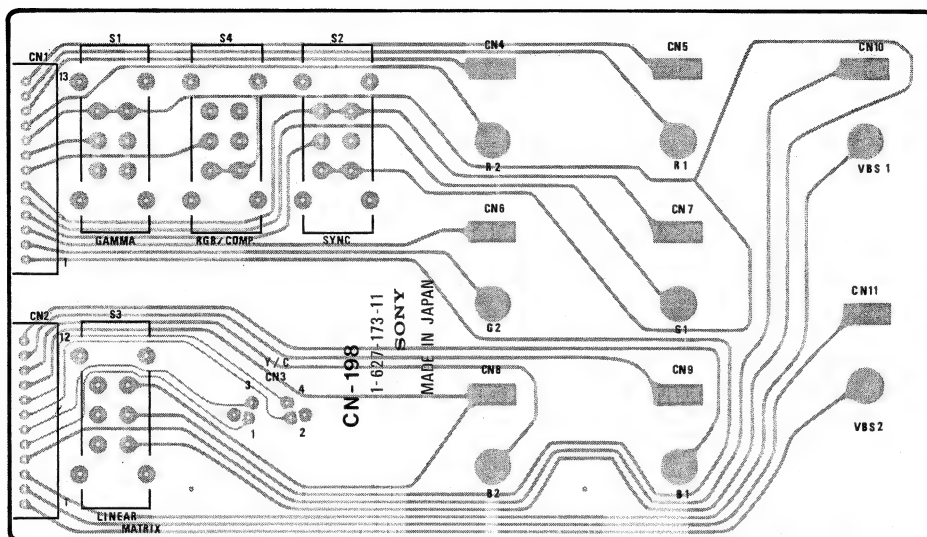 S1
S4
S2
CN4
CN5
CN10
CN1
13
R2
R1
VBS 1
CN6
CN7
GAMMA
RGB/COMP
SYNC
1
CN11
CN2
S3
G2
G1
12
Y/C
CN3
CN-198
1-627-173-11
SONY
MADE IN JAPAN
CN8
CN9
3
4
1
2
VBS2
1
B2
B1
LINEAR
MATRIX